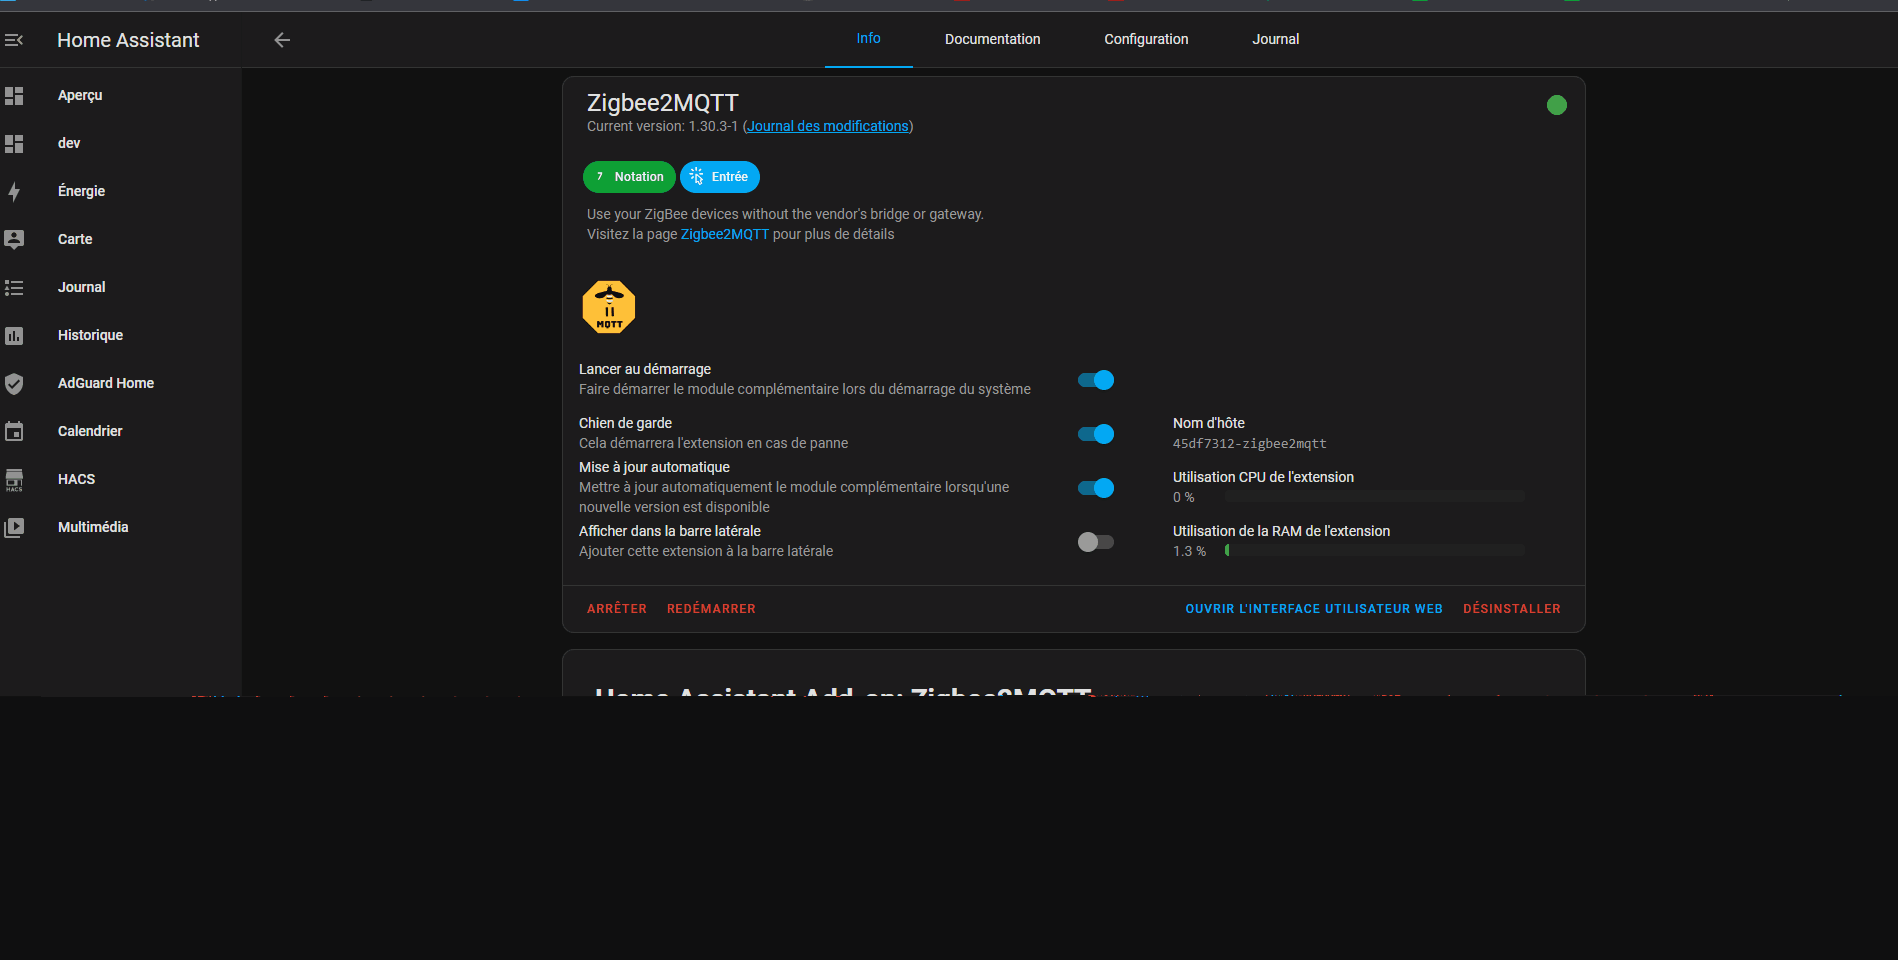 Home Assistant
Info
Documentation
Configuration
Journal
Aperçu
dev
Énergie
Carte
Journal
Historique
AdGuard Home
Calendrier
HACS
HACS
Multimédia
Zigbee2MQTT
Current version: 1.30.3-1 (Journal des modifications)
7 Notation
Entrée
Use your ZigBee devices without the vendor's bridge or gateway.
Visitez la page Zigbee2MQTT pour plus de détails
MQTT
Lancer au démarrage
Faire démarrer le module complémentaire lors du démarrage du système
Chien de garde
Cela démarrera l'extension en cas de panne
Mise à jour automatique
Mettre à jour automatiquement le module complémentaire lorsqu'une
nouvelle version est disponible
Afficher dans la barre latérale
Ajouter cette extension à la barre latérale
Nom d'hôte
45df7312-zigbee2mqtt
Utilisation CPU de l'extension
0 %
Utilisation de la RAM de l'extension
1.3 %
ARRÊTER
REDÉMARRER
OUVRIR L'INTERFACE UTILISATEUR WEB
DÉSINSTALLER
Home Assistant Add-on: Zigbee2MQTT